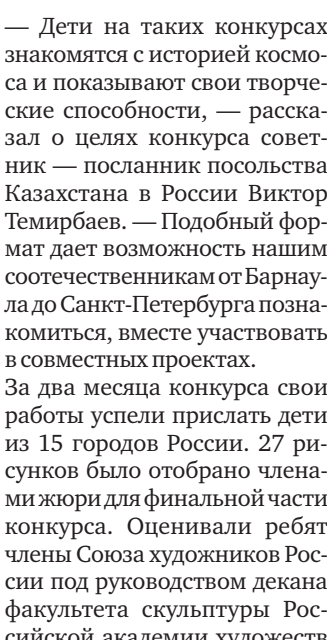 — Дети на таких конкурсах
знакомятся с историей космо-
са и показывают свои творче-
ские способности, — расска-
зал о целях конкурса совет-
ник — посланник посольства
Казахстана в России Виктор
Темирбаев. — Подобный фор-
мат дает возможность нашим
соотечественникам от Барнау-
ла до Санкт-Петербурга позна-
комиться, вместе участвовать
в совместных проектах.
За два месяца конкурса свои
работы успели прислать дети
из 15 городов России. 27 ри-
сунков было отобрано члена-
ми жюри для финальной части
конкурса. Оценивали ребят
члены Союза художников Рос-
сии под руководством декана
факультета скульптуры Рос-
сийской академии художеств